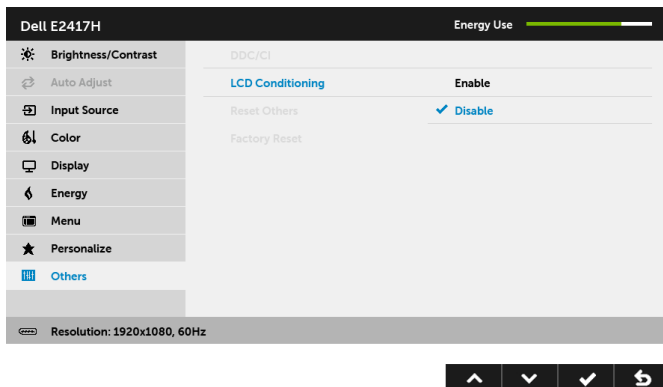 Dell E2417H
Energy Use
Brightness/Contrast
DDC/CI
Auto Adjust
LCD Conditioning
Enable
Input Source
Reset Others
Disable
Color
Factory Reset
Display
Energy
Menu
Personalize
Others
Resolution: 1920x1080, 60Hz